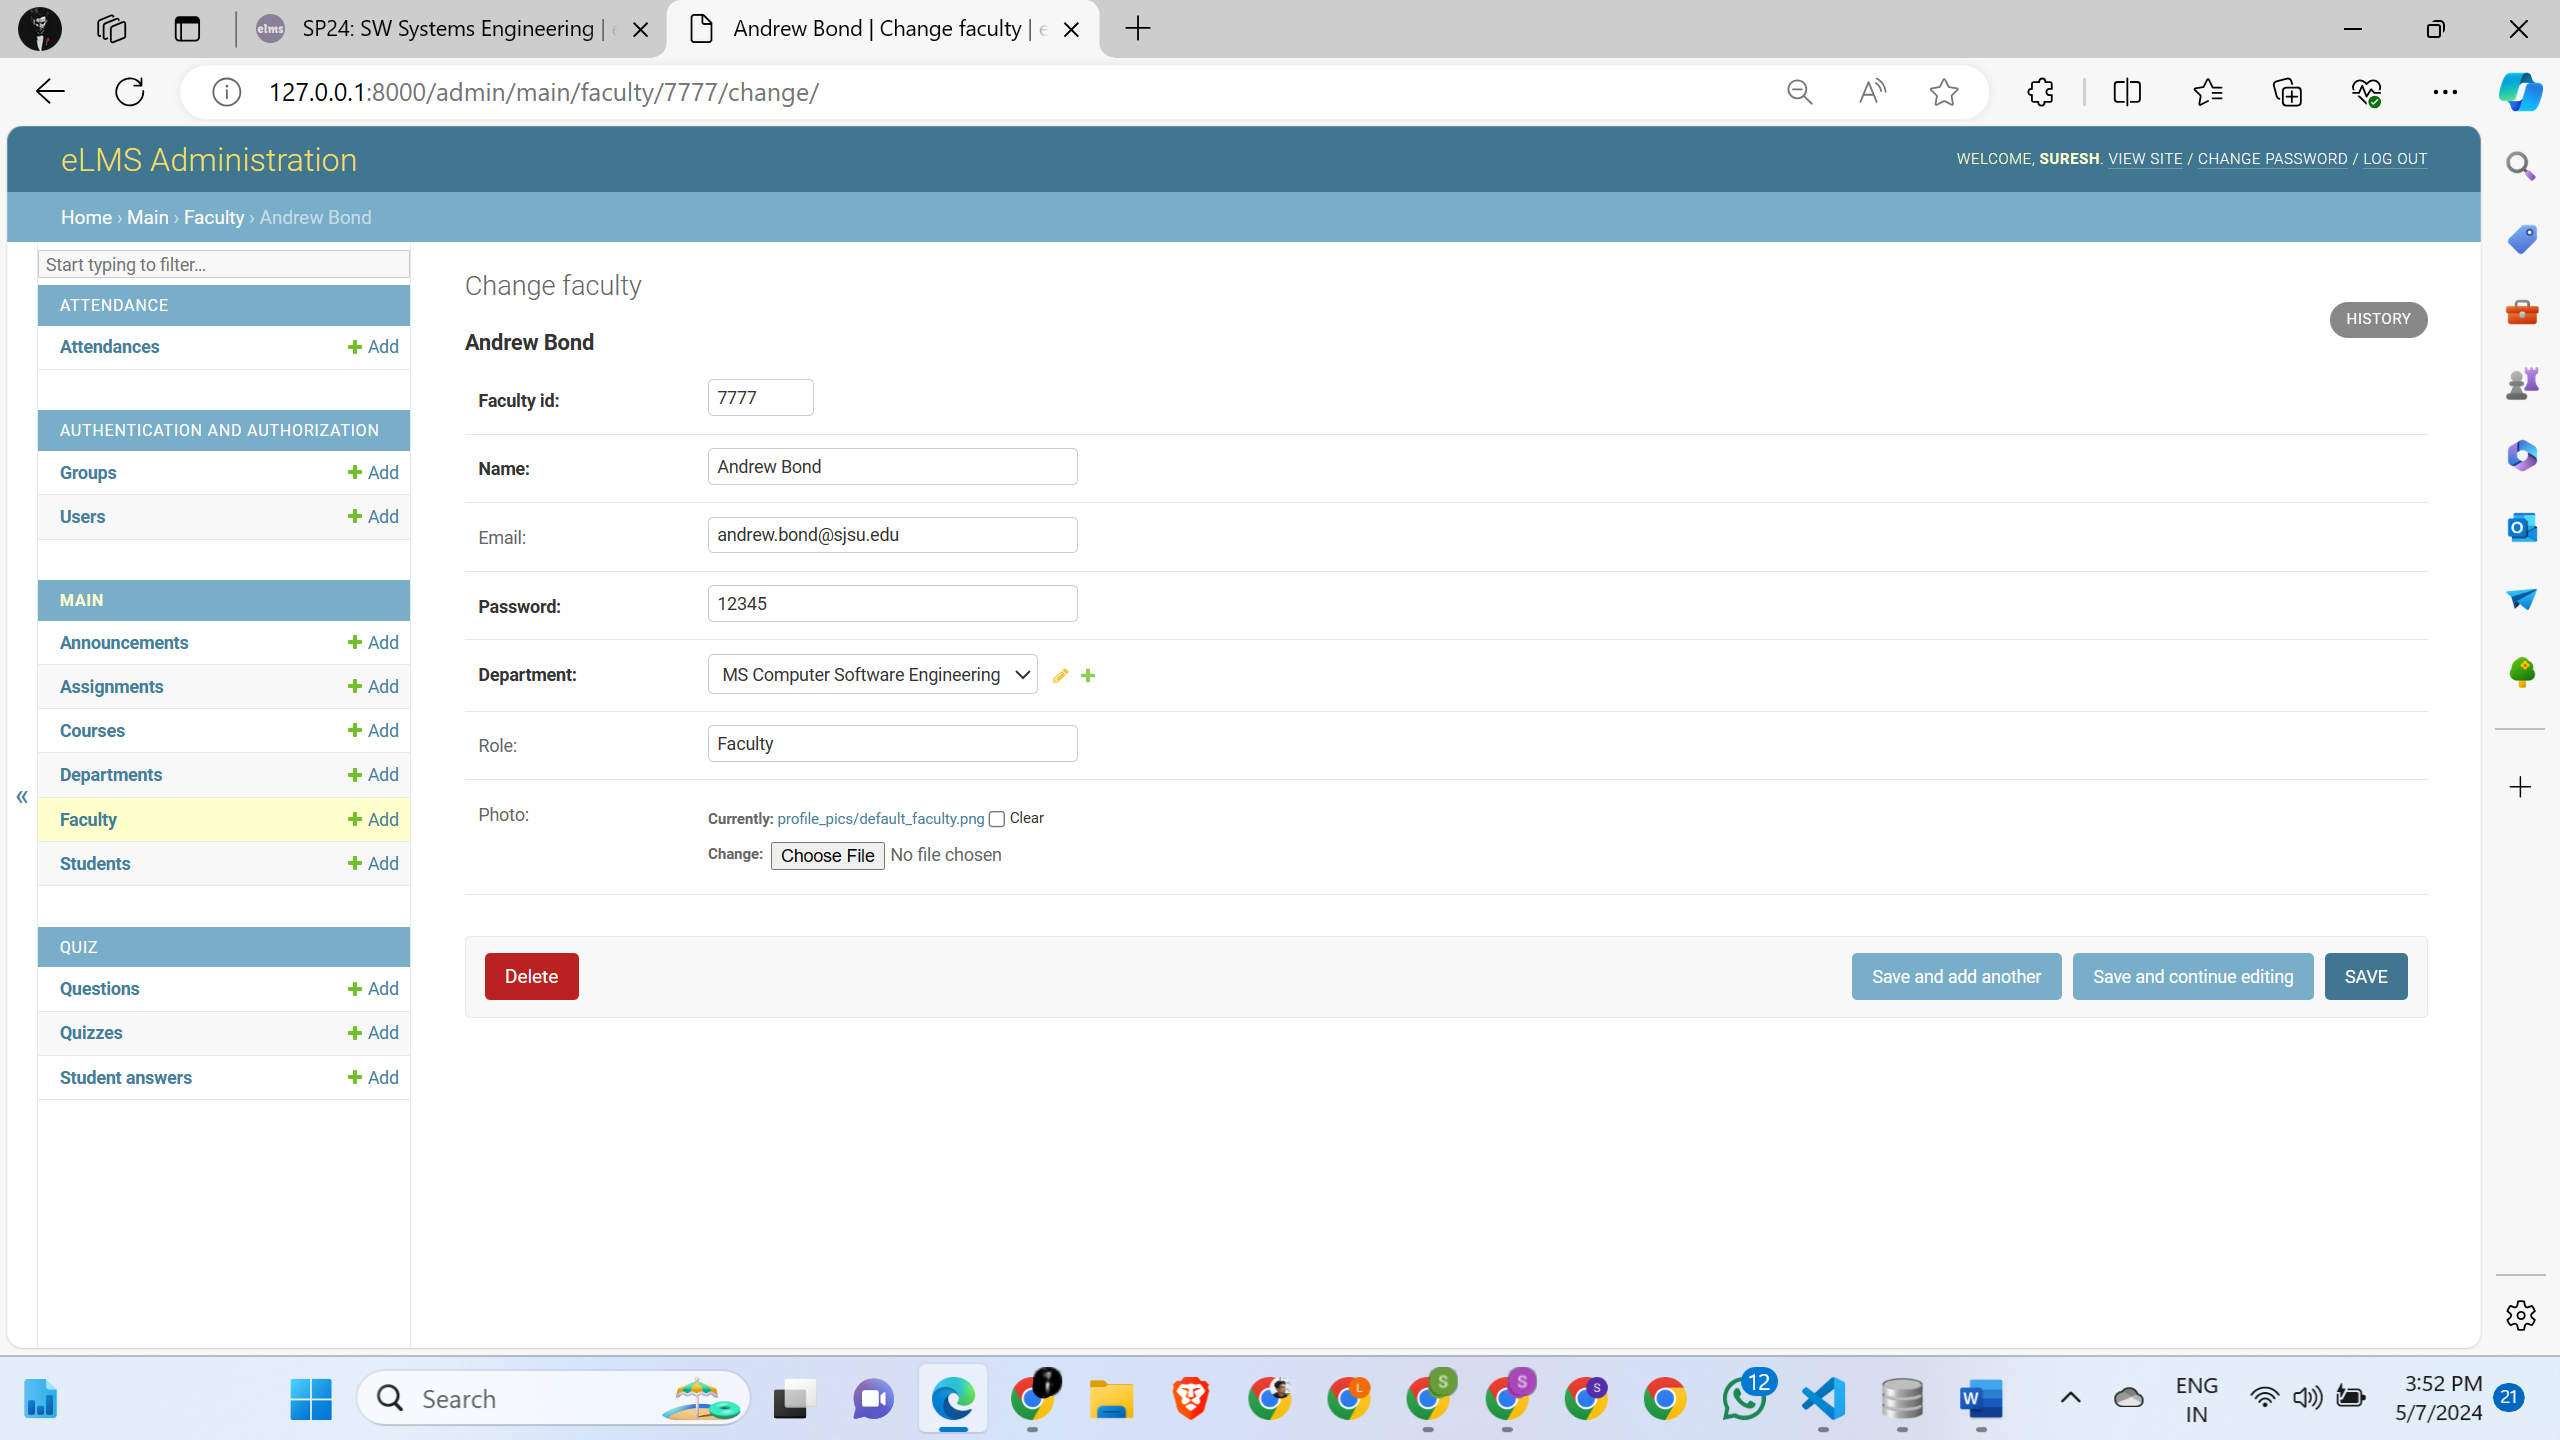 elms SP24: SW Systems Engineering |
Andrew Bond | Change faculty |
127.0.0.1:8000/admin/main/faculty/7777/change/
eLMS Administration
WELCOME, SURESH. VIEW SITE / CHANGE PASSWORD / LOG OUT
Home › Main › Faculty › Andrew Bond
Start typing to filter...
ATTENDANCE
Attendances Add
AUTHENTICATION AND AUTHORIZATION
Groups Add
Users Add
MAIN
Announcements Add
Assignments Add
Courses Add
Departments Add
Faculty Add
Students Add
QUIZ
Questions Add
Quizzes Add
Student answers Add
«
Change faculty
HISTORY
Andrew Bond
Faculty id: 7777
Name: Andrew Bond
Email: andrew.bond@sjsu.edu
Password: 12345
Department: MS Computer Software Engineering
Role: Faculty
Photo: Currently: profile_pics/default_faculty.png Clear
Change: Choose File No file chosen
Delete
Save and add another Save and continue editing SAVE
Search
L S S S
12
W
ENG
IN
3:52 PM
5/7/2024
21